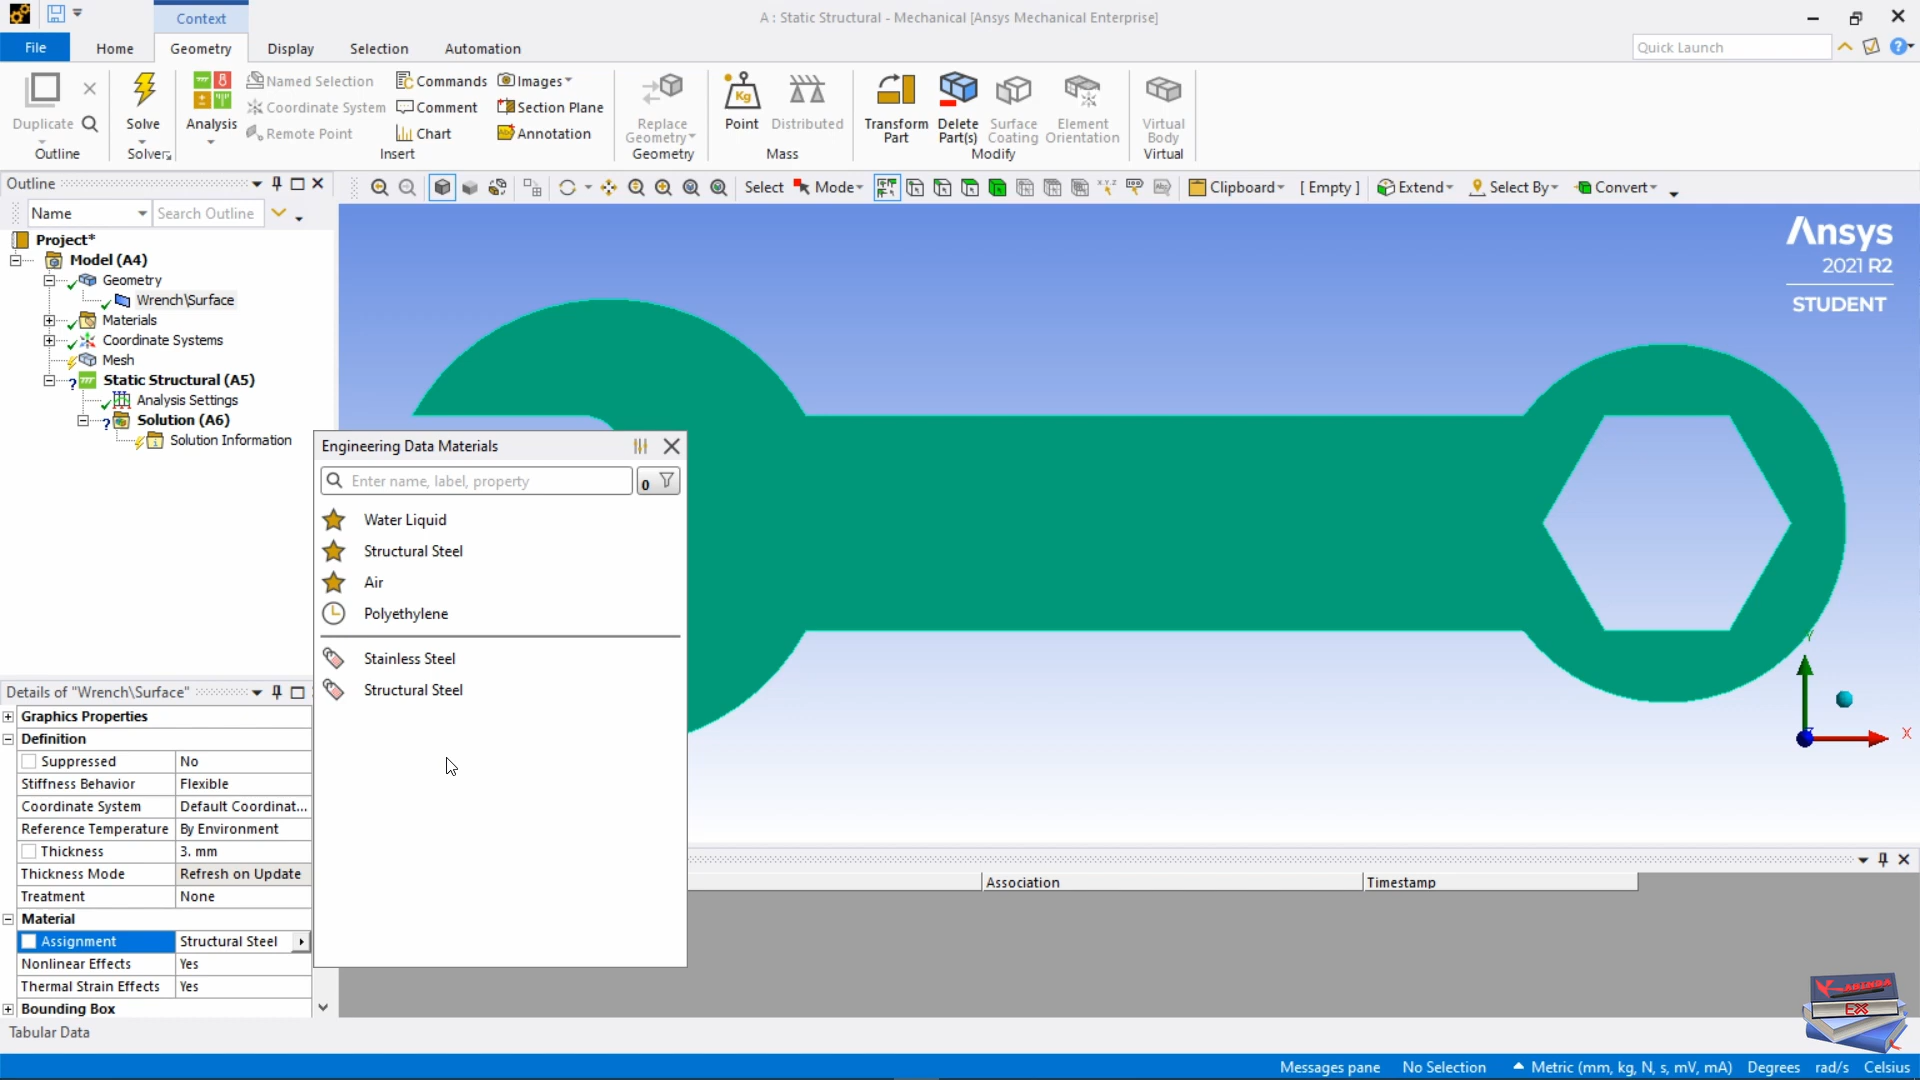 Context
A : Static Structural - Mechanical [Ansys Mechanical Enterprise]
File
Home
Geometry
Display
Selection
Automation
Quick Launch
Duplicate
Outline
Solve
Solver
Analysis
Named Selection
Coordinate System
Remote Point
Commands
Comment
Chart
Images
Section Plane
Annotation
Insert
Replace
Geometry
Geometry
Kg
Point
Distributed
Mass
Transform
Part
Delete
Part(s)
Surface
Coating
Element
Orientation
Modify
Virtual
Body
Virtual
Outline
Select
Mode
Clipboard
[ Empty ]
Extend
Select By
Convert
Name
Search Outline
Project*
Model (A4)
Geometry
Wrench\Surface
Materials
Coordinate Systems
Mesh
Static Structural (A5)
Analysis Settings
Solution (A6)
Solution Information
Ansys
2021 R2
STUDENT
Engineering Data Materials
Enter name, label, property
0
Water Liquid
Structural Steel
Air
Polyethylene
Stainless Steel
Structural Steel
Y
X
Details of "Wrench\Surface"
Graphics Properties
Definition
Suppressed No
Stiffness Behavior Flexible
Coordinate System Default Coordinat...
Reference Temperature By Environment
Thickness 3. mm
Thickness Mode Refresh on Update
Treatment None
Material
Assignment Structural Steel
Nonlinear Effects Yes
Thermal Strain Effects Yes
Bounding Box
Association
Timestamp
Tabular Data
EX
Messages pane
No Selection
Metric (mm, kg, N, s, mV, mA)
Degrees
rad/s
Celsius